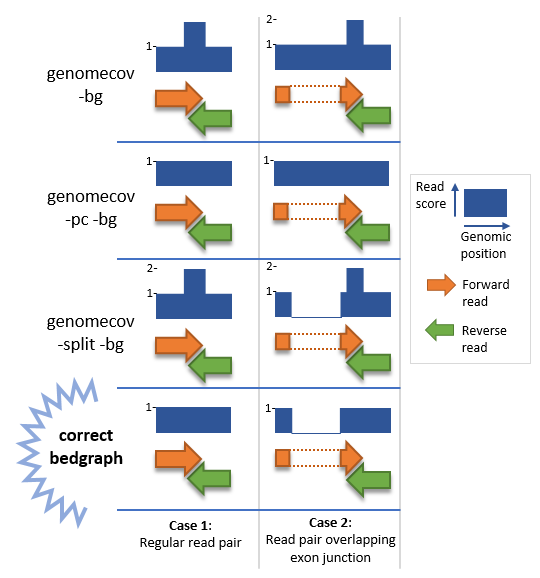 2-
1-
1-
genomecov
-bg
1-
1-
genomecov
-pc -bg
Read
score
Genomic
position
2-
2-
1-
1-
genomecov
-split -bg
Forward
read
Reverse
read
1-
1-
correct
bedgraph
Case 1:
Regular read pair
Case 2:
Read pair overlapping
exon junction